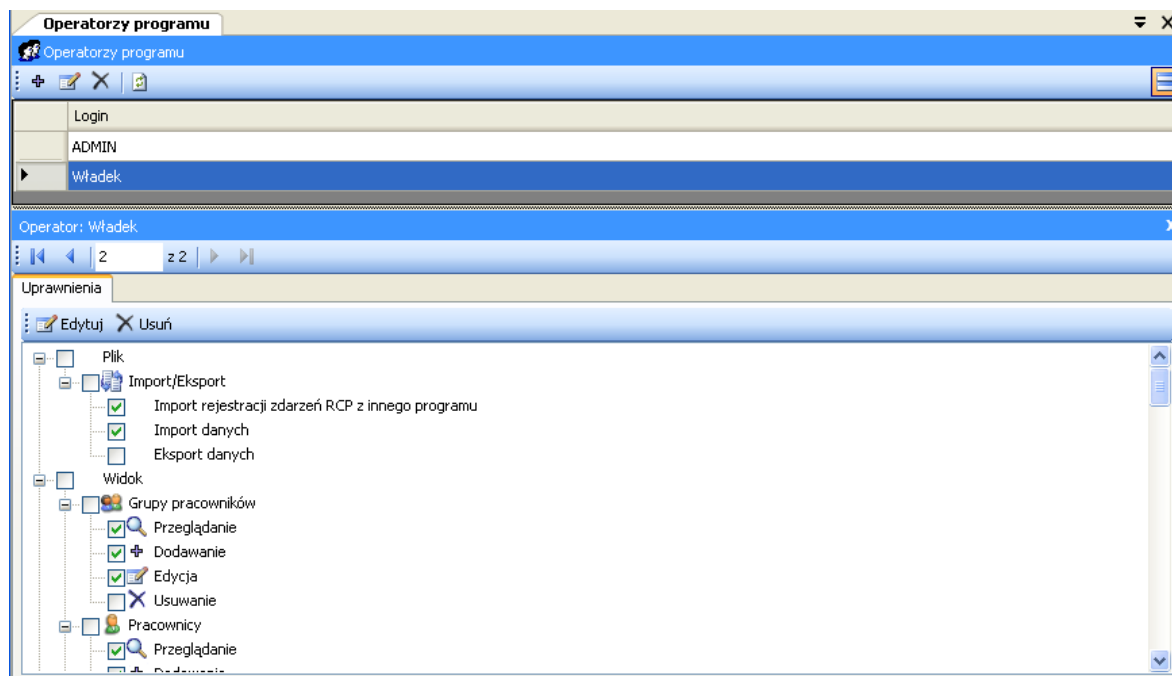 Operatorzy programu
Operatorzy programu
Login
ADMIN
Władek
Operator: Władek
2 z 2
Uprawnienia
Edytuj Usuń
Plik
Import/Eksport
Import rejestracji zdarzeń RCP z innego programu
Import danych
Eksport danych
Widok
Grupy pracowników
Przeglądanie
Dodawanie
Edycja
Usuwanie
Pracownicy
Przeglądanie